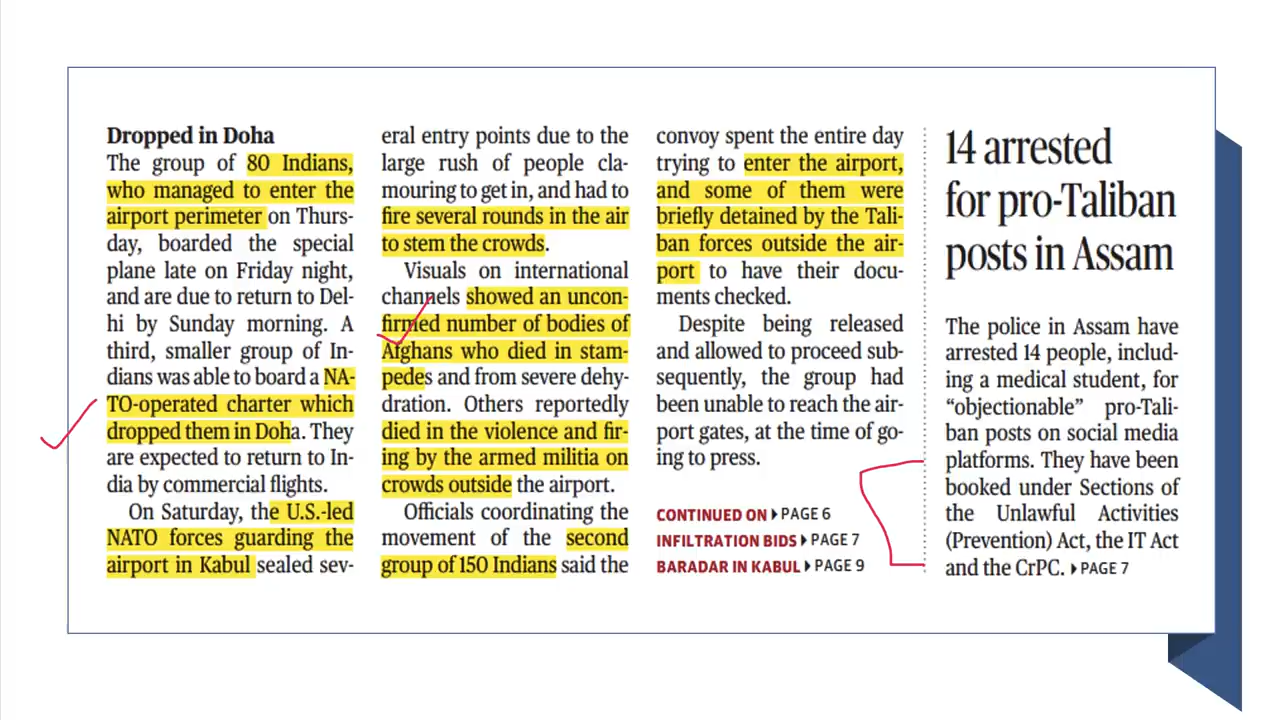 Dropped in Doha
The group of 80 Indians,
who managed to enter the
airport perimeter on Thurs-
day, boarded the special
plane late on Friday night,
and are due to return to Del-
hi by Sunday morning. A
third, smaller group of In-
dians was able to board a NA-
TO-operated charter which
dropped them in Doha. They
are expected to return to In-
dia by commercial flights.
On Saturday, the U.S.-led
NATO forces guarding the
airport in Kabul sealed sev-
eral entry points due to the
large rush of people cla-
mouring to get in, and had to
fire several rounds in the air
to stem the crowds.
Visuals on international
channels showed an uncon-
firmed number of bodies of
Afghans who died in stam-
pedes and from severe dehy-
dration. Others reportedly
died in the violence and fir-
ing by the armed militia on
crowds outside the airport.
Officials coordinating the
movement of the second
group of 150 Indians said the
convoy spent the entire day
trying to enter the airport,
and some of them were
briefly detained by the Tali-
ban forces outside the air-
port to have their docu-
ments checked.
Despite being released
and allowed to proceed sub-
sequently, the group had
been unable to reach the air-
port gates, at the time of go-
ing to press.
CONTINUED ON ▶ PAGE 6
INFILTRATION BIDS ▶ PAGE 7
BARADAR IN KABUL ▶ PAGE 9
14 arrested
for pro-Taliban
posts in Assam
The police in Assam have
arrested 14 people, includ-
ing a medical student, for
“objectionable” pro-Tali-
ban posts on social media
platforms. They have been
booked under Sections of
the Unlawful Activities
(Prevention) Act, the IT Act
and the CrPC. ▶ PAGE 7